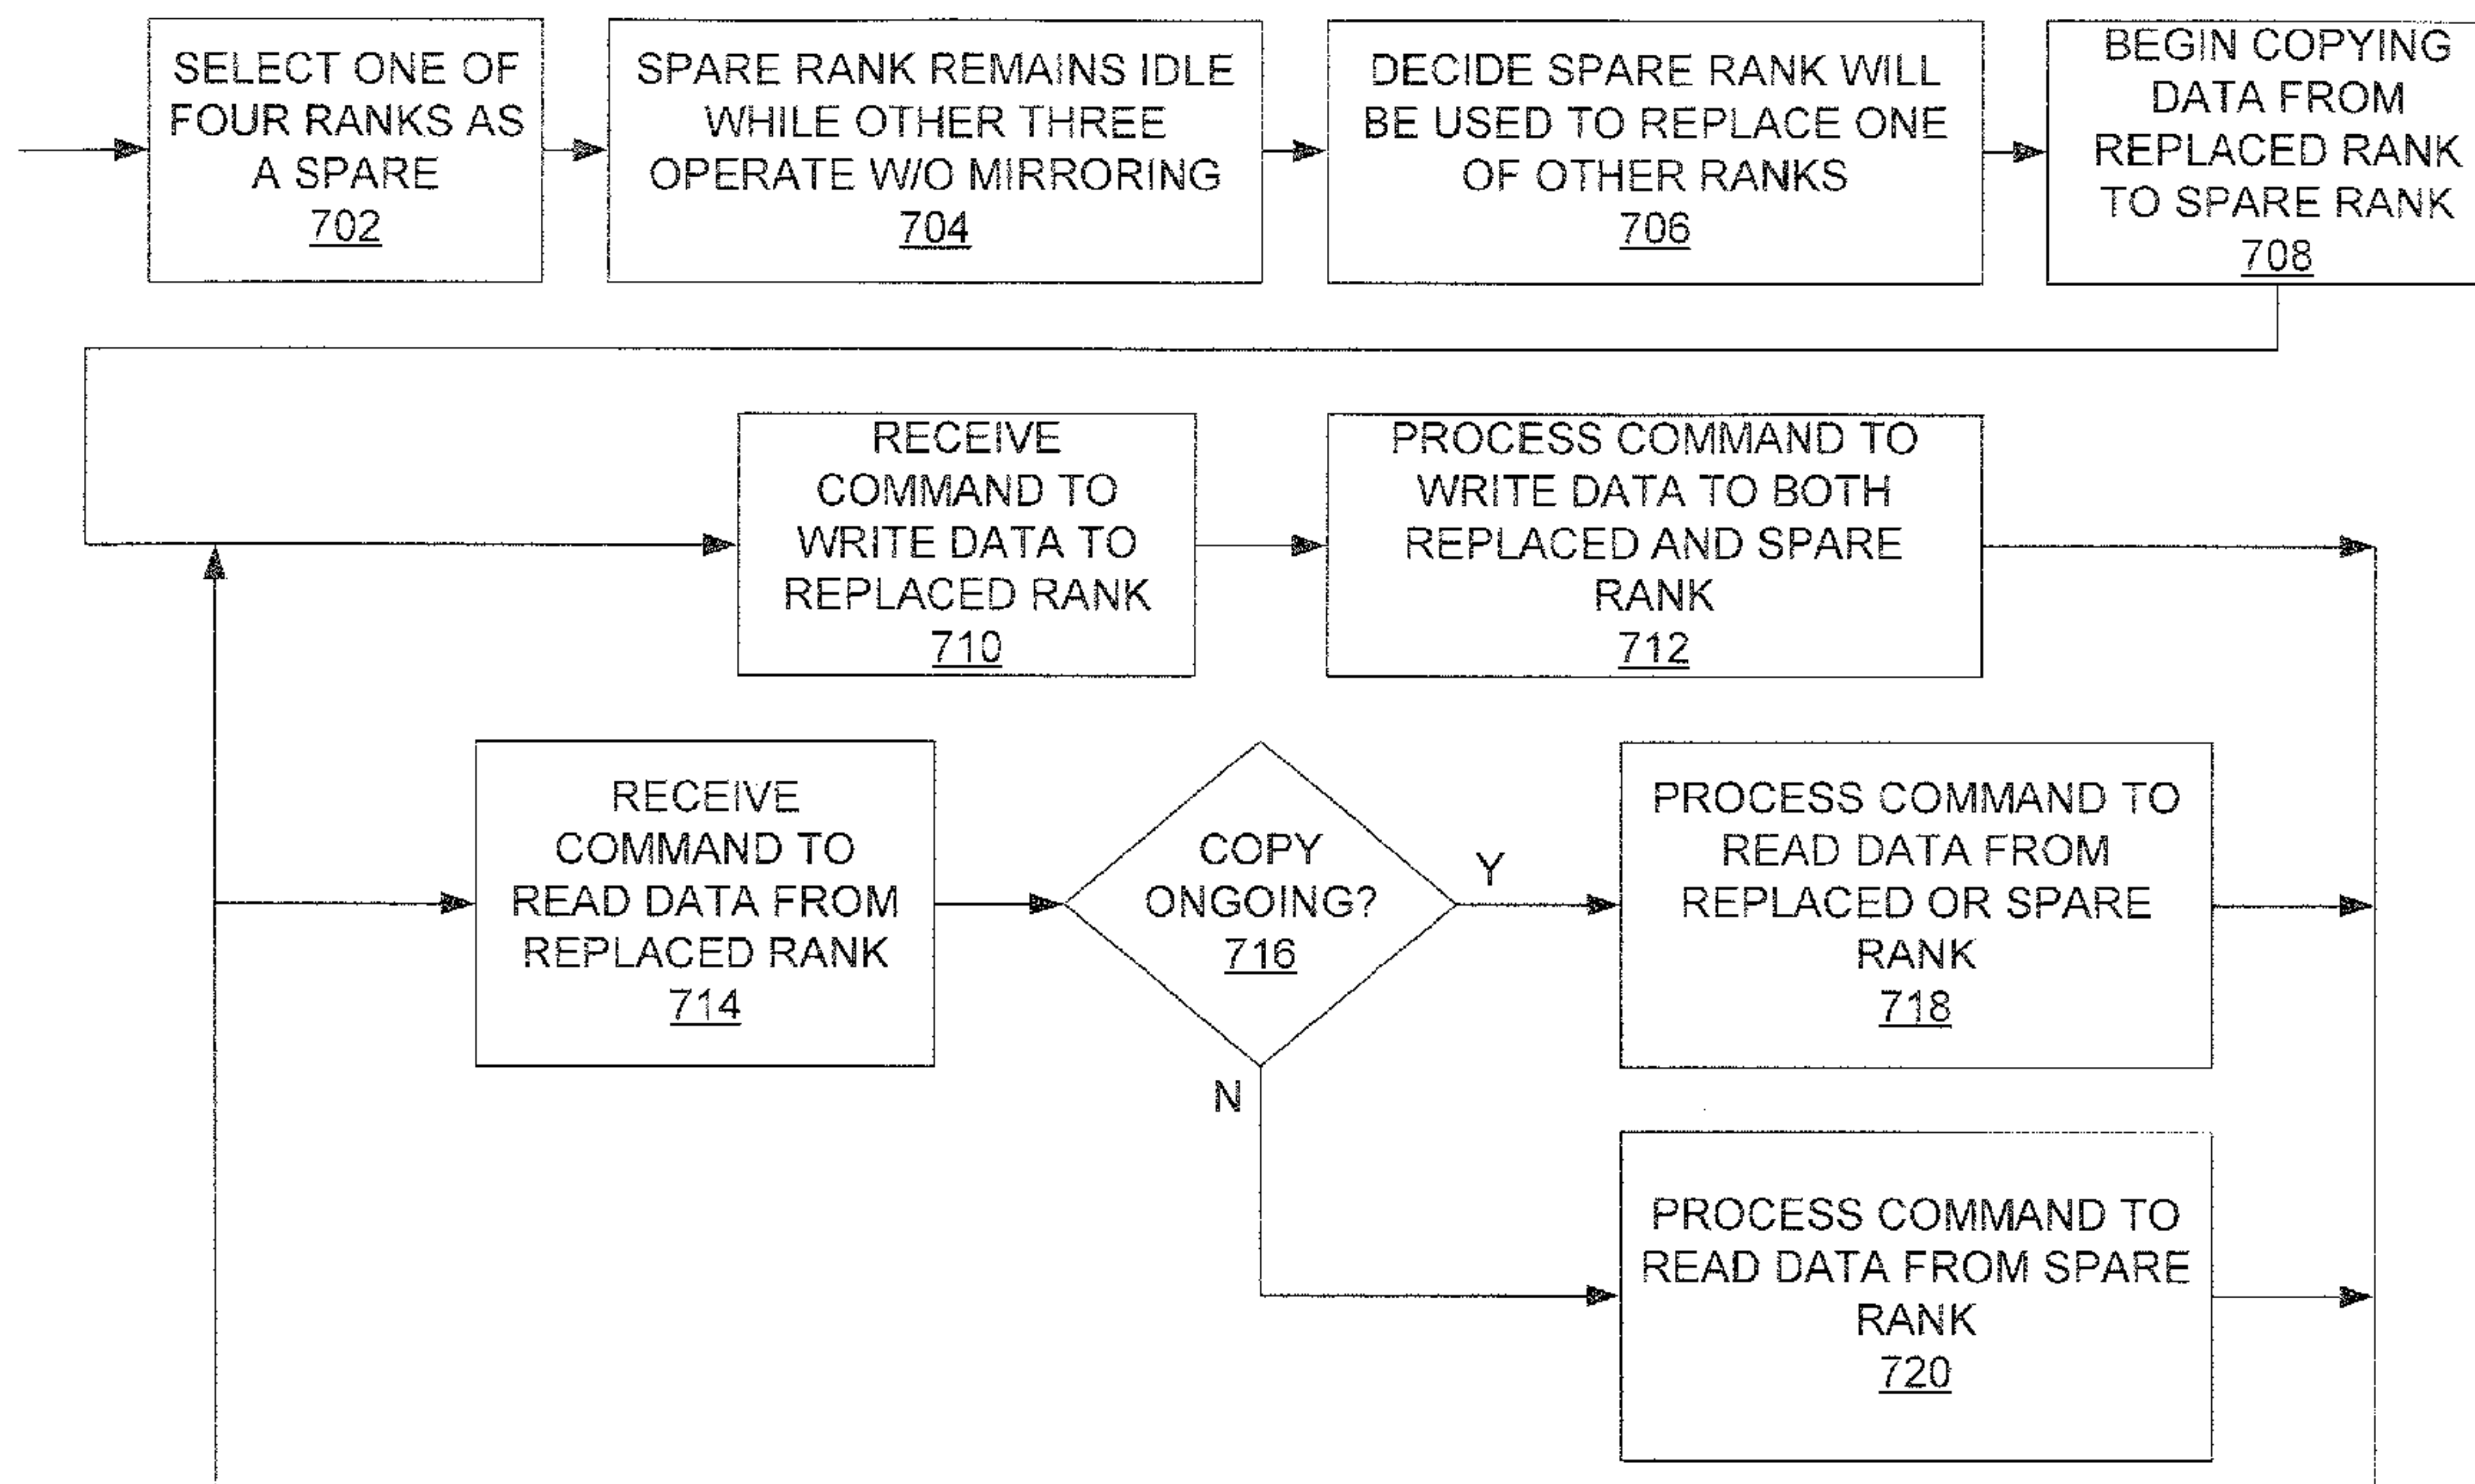 SELECT ONE OF
FOUR RANKS AS
A SPARE
702
SPARE RANK REMAINS IDLE
WHILE OTHER THREE
OPERATE W/O MIRRORING
704
DECIDE SPARE RANK WILL
BE USED TO REPLACE ONE
OF OTHER RANKS
706
BEGIN COPYING
DATA FROM
REPLACED RANK
TO SPARE RANK
708
RECEIVE
COMMAND TO
WRITE DATA TO
REPLACED RANK
710
PROCESS COMMAND TO
WRITE DATA TO BOTH
REPLACED AND SPARE
RANK
712
RECEIVE
COMMAND TO
READ DATA FROM
REPLACED RANK
714
COPY
ONGOING?
716
Y
N
PROCESS COMMAND TO
READ DATA FROM
REPLACED OR SPARE
RANK
718
PROCESS COMMAND TO
READ DATA FROM SPARE
RANK
720